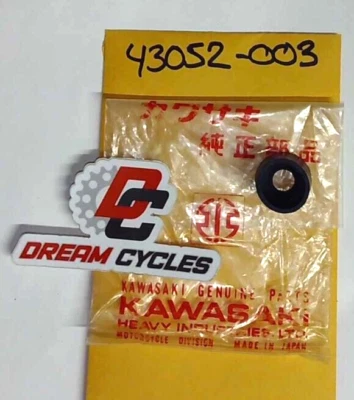 43052-003
カワサキ
純正部品
DC
DREAM CYCLES
KAWASAKI GENUINE PARTS
KAWASAKI
HEAVY INDUSTRIES, LTD.
MOTORCYCLE DIVISION MADE IN JAPAN